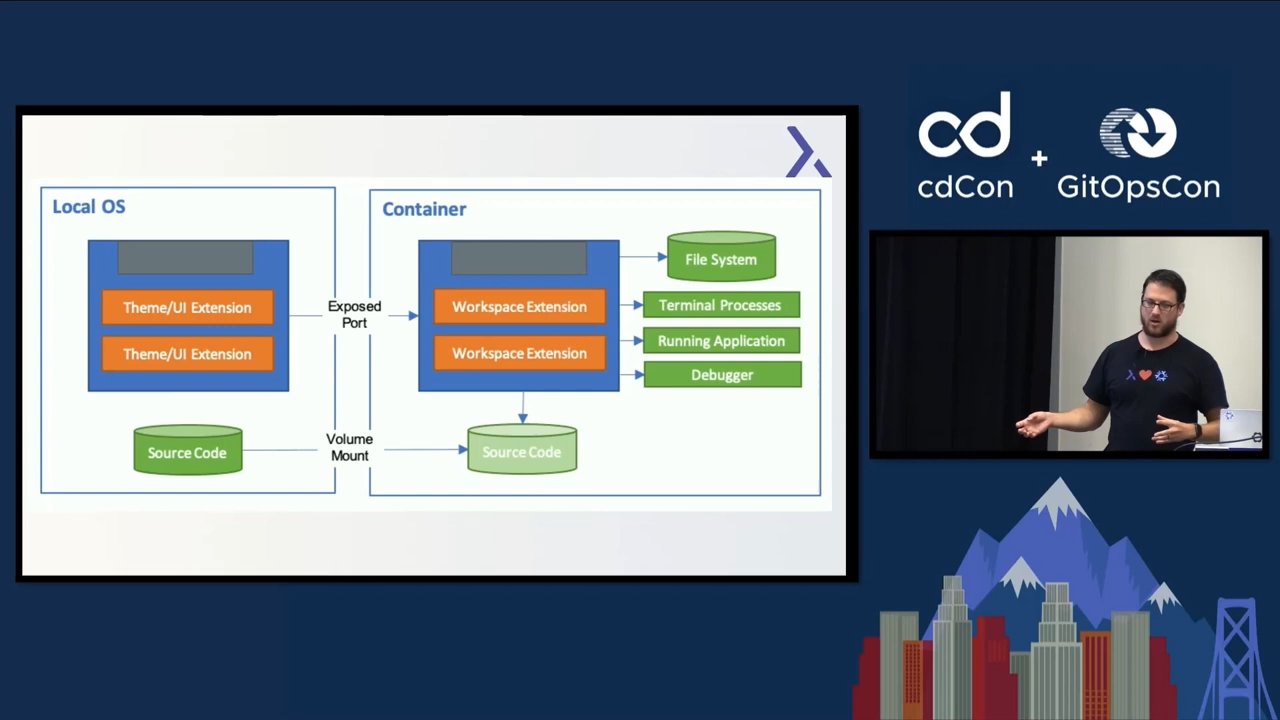 Local OS
Theme/UI Extension
Theme/UI Extension
Source Code
Exposed
Port
Volume
Mount
Container
Workspace Extension
Workspace Extension
File System
Terminal Processes
Running Application
Debugger
Source Code
cd
cdCon
+
GitOpsCon